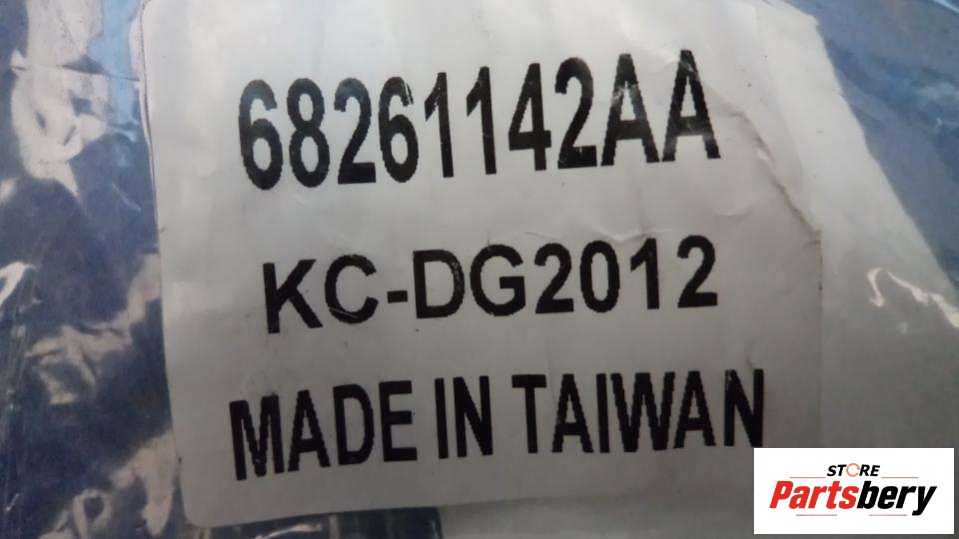 68261142AA
KC-DG2012
MADE IN TAIWAN
STORE
Partsbery